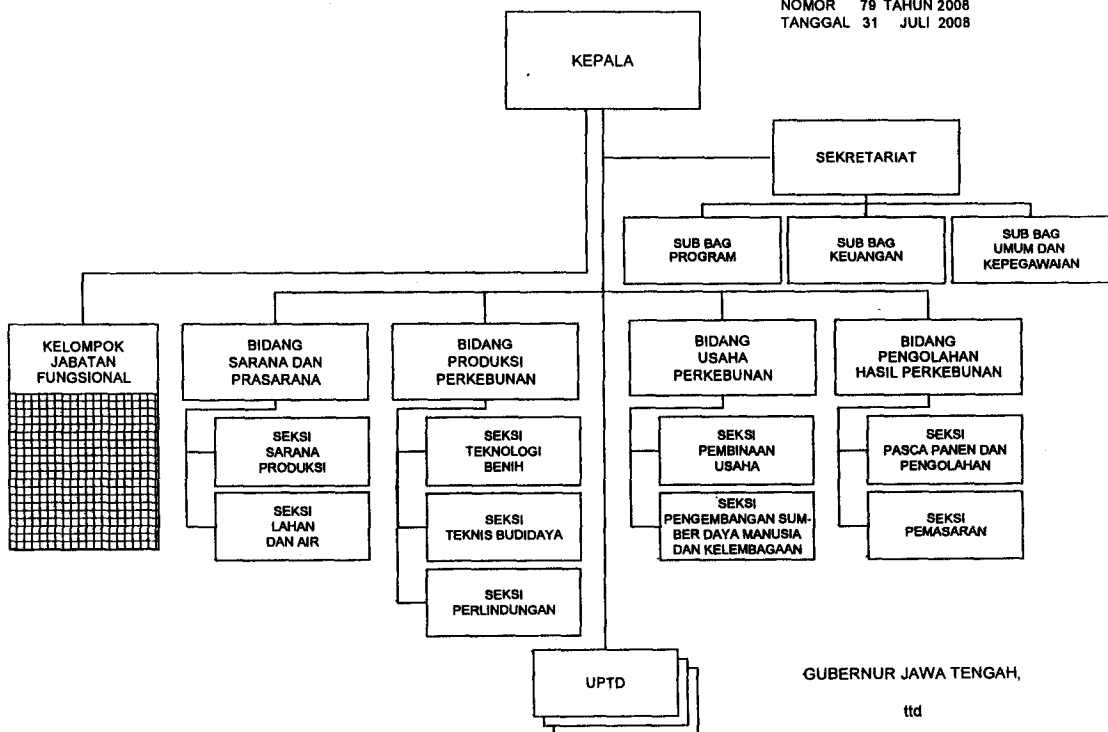 NOMOR 79 TAHUN 2008
TANGGAL 31 JULI 2008
KEPALA
SEKRETARIAT
SUB BAG
PROGRAM
SUB BAG
KEUANGAN
SUB BAG
UMUM DAN
KEPEGAWAIAN
KELOMPOK
JABATAN
FUNGSIONAL
BIDANG
SARANA DAN
PRASARANA
BIDANG
PRODUKSI
PERKEBUNAN
BIDANG
USAHA
PERKEBUNAN
BIDANG
PENGOLAHAN
HASIL PERKEBUNAN
SEKSI
SARANA
PRODUKSI
SEKSI
TEKNOLOGI
BENIH
SEKSI
PEMBINAAN
USAHA
SEKSI
PASCA PANEN DAN
PENGOLAHAN
SEKSI
LAHAN
DAN AIR
SEKSI
TEKNIS BUDIDAYA
SEKSI
PENGEMBANGAN SUM-
BER DAYA MANUSIA
DAN KELEMBAGAAN
SEKSI
PEMASARAN
SEKSI
PERLINDUNGAN
UPTD
GUBERNUR JAWA TENGAH,
ttd